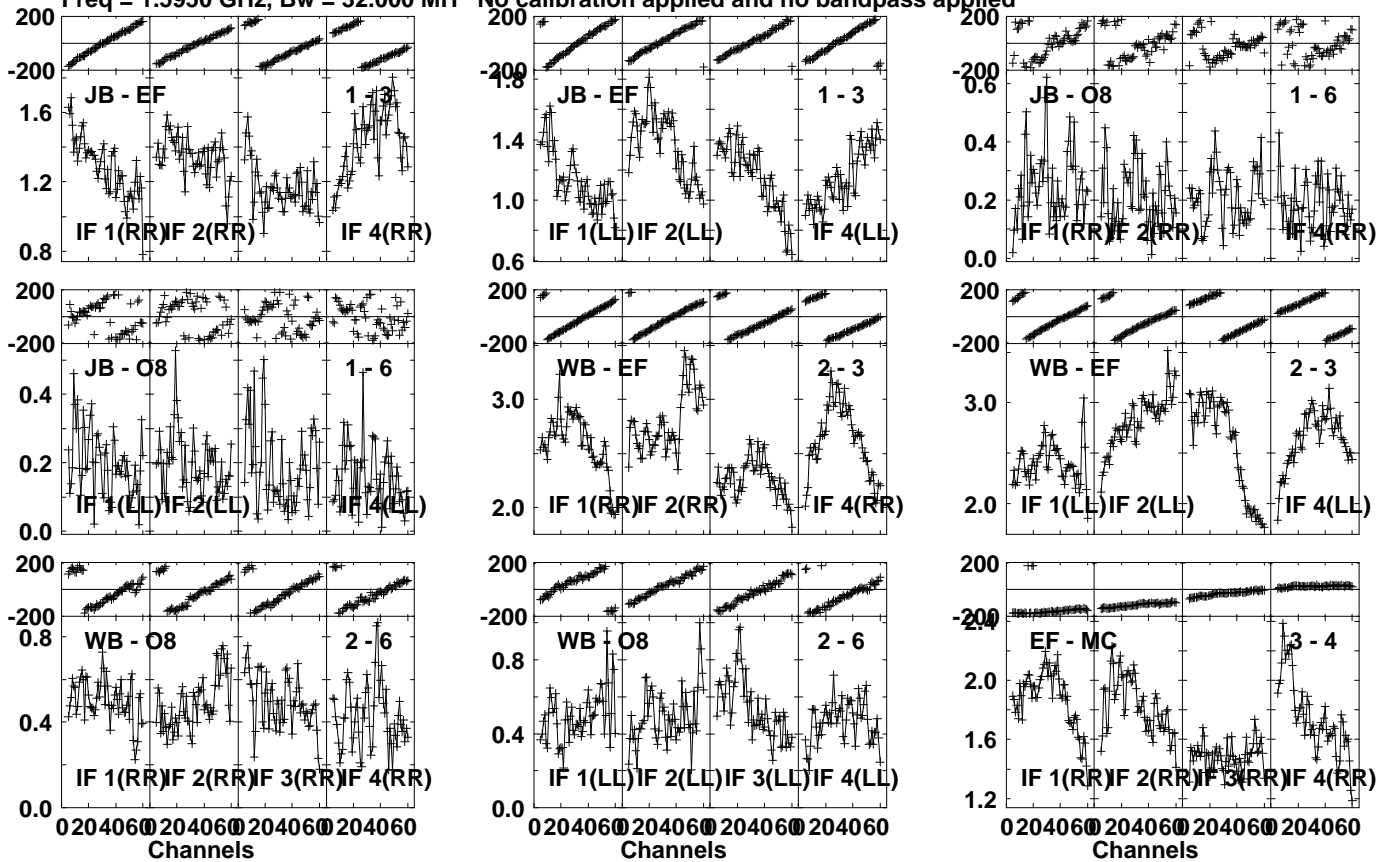 Freq = 1.5950 GHz, Bw = 32.000 MH No calibration applied and no bandpass applied
200
-200
JB - EF 1 - 3
1.6
1.2
0.8
IF 1(RR) IF 2(RR) IF 4(RR)
200
-200
1.8
JB - EF 1 - 3
1.4
1.0
0.6
IF 1(LL) IF 2(LL) IF 4(LL)
200
-200
0.6
JB - O8 1 - 6
0.4
0.2
0.0
IF 1(RR) IF 2(RR) IF 4(RR)
200
-200
JB - O8 1 - 6
0.4
0.2
0.0
IF 1(LL) IF 2(LL) IF 4(LL)
200
-200
WB - EF 2 - 3
3.0
2.0
IF 1(RR) IF 2(RR) IF 4(RR)
200
-200
WB - EF 2 - 3
3.0
2.0
IF 1(LL) IF 2(LL) IF 4(LL)
200
-200
0.8
WB - O8 2 - 6
0.4
0.0
IF 1(RR) IF 2(RR) IF 3(RR) IF 4(RR)
0 20 40 60 0 20 40 60 0 20 40 60 0 20 40 60
Channels
200
-200
WB - O8 2 - 6
0.8
0.4
0.0
IF 1(LL) IF 2(LL) IF 3(LL) IF 4(LL)
0 20 40 60 0 20 40 60 0 20 40 60 0 20 40 60
Channels
200
-200
2.4
EF - MC 3 - 4
2.0
1.6
1.2
IF 1(RR) IF 2(RR) IF 3(RR) IF 4(RR)
0 20 40 60 0 20 40 60 0 20 40 60 0 20 40 60
Channels